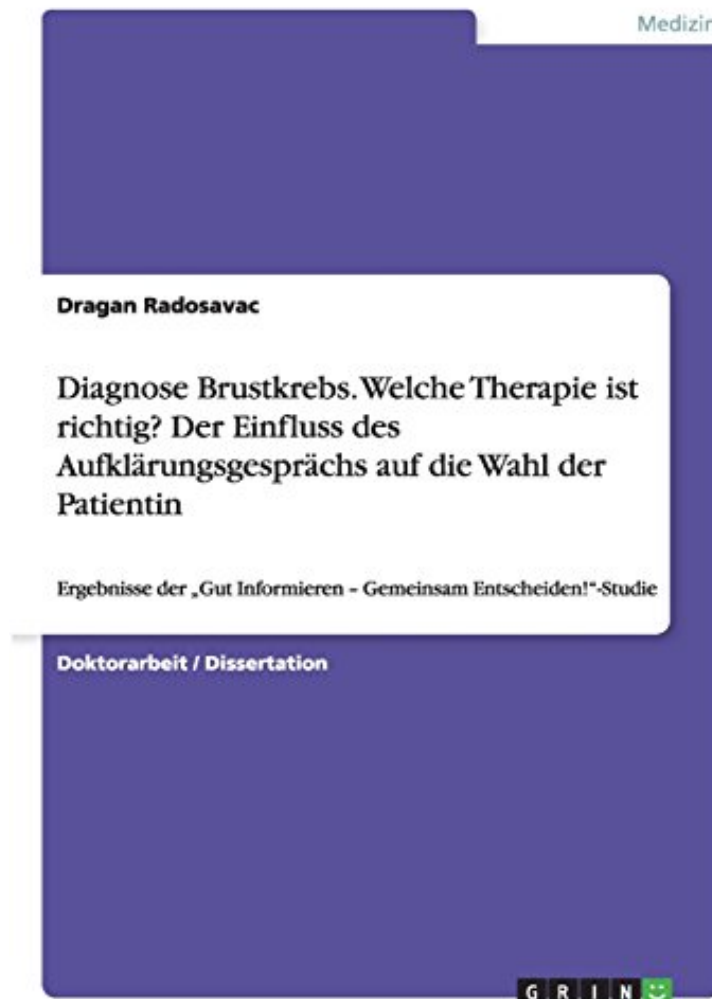 Medizin
Dragan Radosavac
Diagnose Brustkrebs. Welche Therapie ist
richtig? Der Einfluss des
Aufklärungsgesprächs auf die Wahl der
Patientin
Ergebnisse der „Gut Informieren – Gemeinsam Entscheiden!“-Studie
Doktorarbeit / Dissertation
GRIN